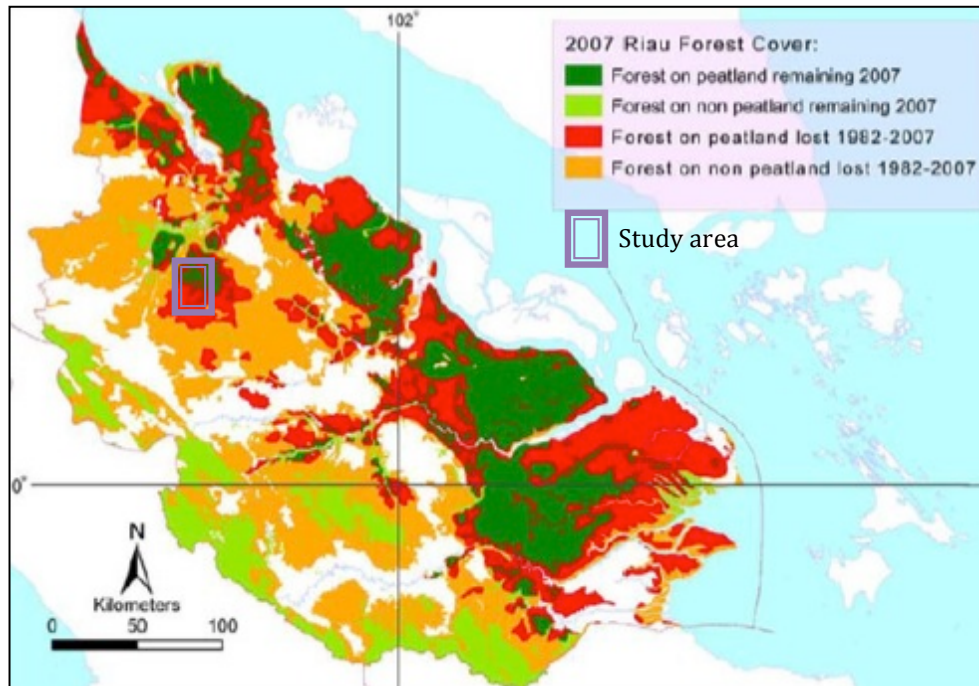 102°
2007 Riau Forest Cover:
Forest on peatland remaining 2007
Forest on non peatland remaining 2007
Forest on peatland lost 1982-2007
Forest on non peatland lost 1982-2007
Study area
0°
N
Kilometers
0 50 100